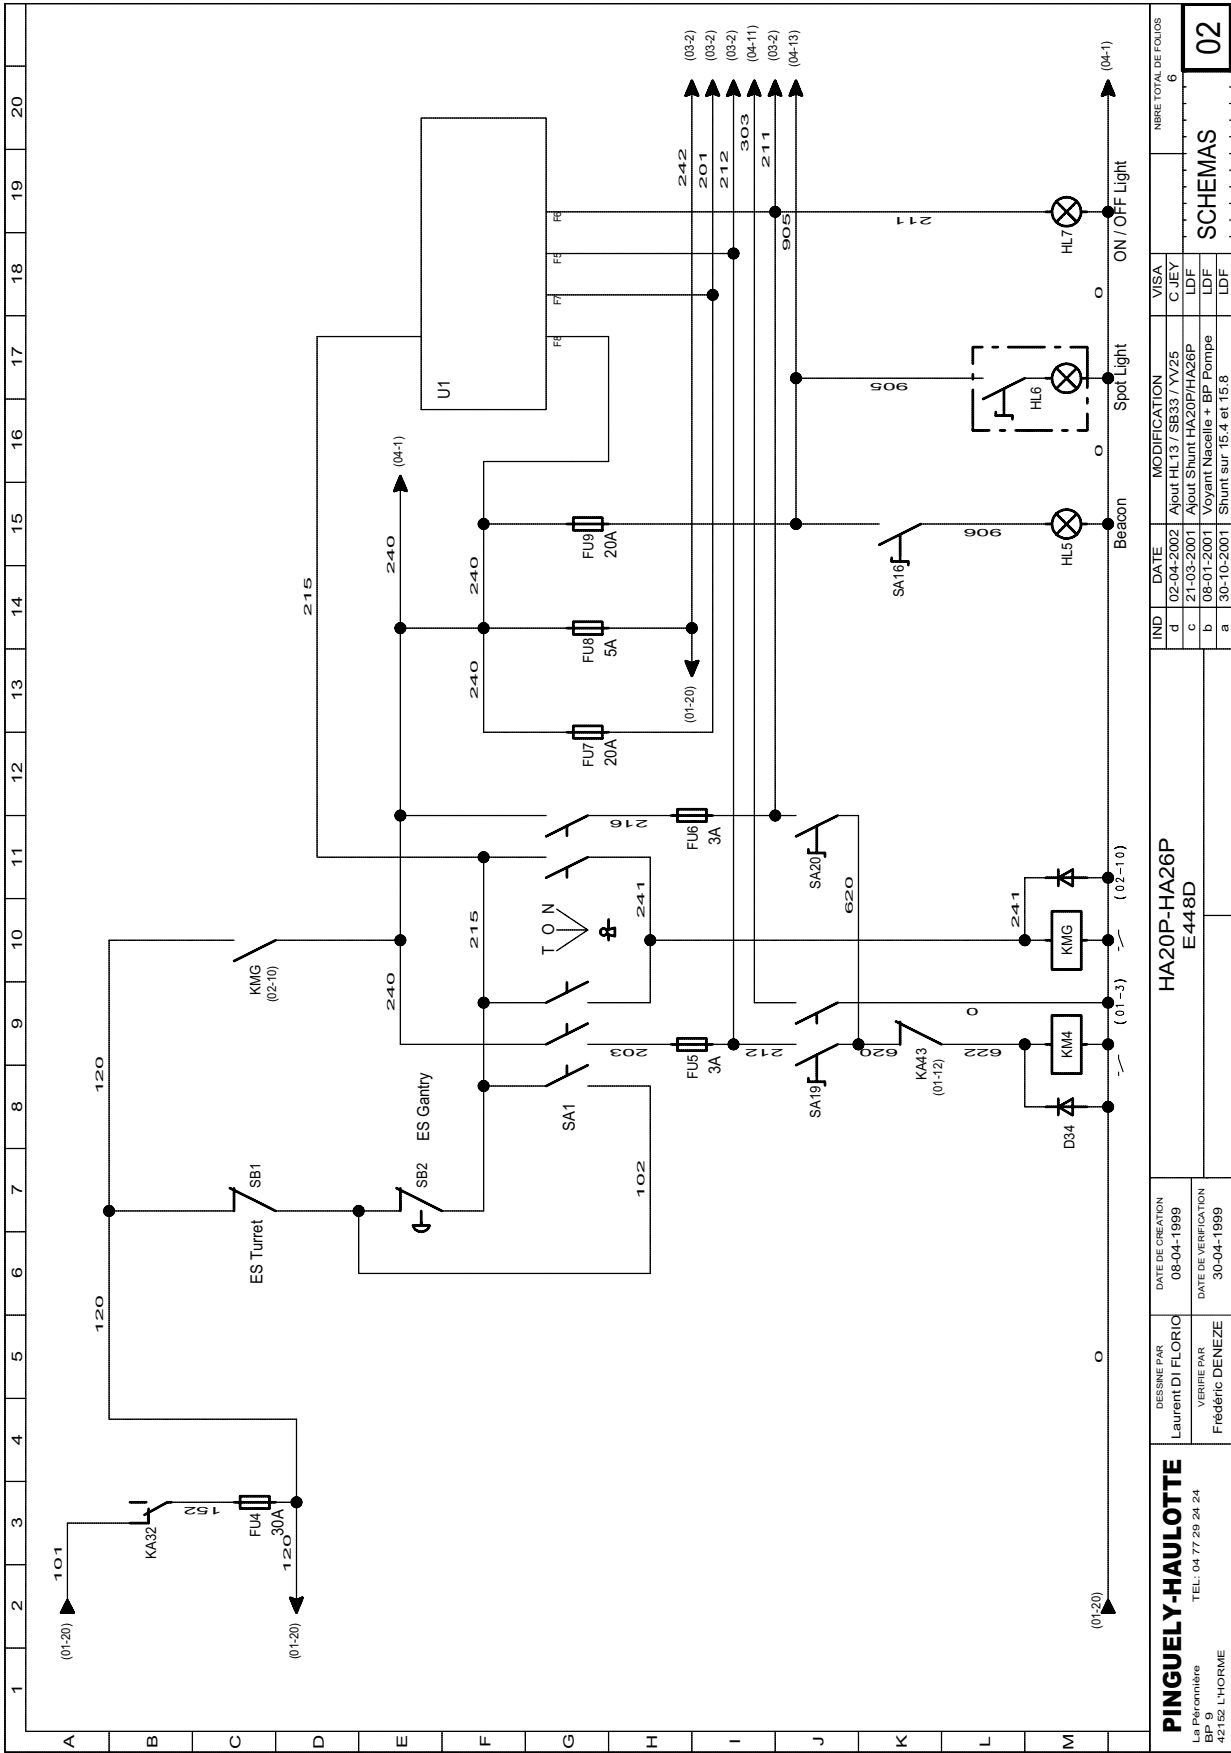 1 2 3 4 5 6 7 8 9 10 11 12 13 14 15 16 17 18 19 20
A
B
C
D
E
F
G
H
I
J
K
L
M
(01-20)
101
KA32
152
FU4
30A
120
(01-20)
120
120
ES Turret
SB1
SB2
ES Gantry
102
KMG
(02-10)
240
215
SA1
T O N
241
203
FU5
3A
212
216
FU6
3A
SA19
SA20
620
620
KA43
(01-12)
622
0
D34
KM4
(01-3)
KMG
241
(02-10)
215
240
(04-1)
240
240
FU7
20A
FU8
5A
FU9
20A
(01-20)
U1
F8
F7
F5
F6
242
(03-2)
201
(03-2)
212
(03-2)
303
(04-11)
211
(03-2)
905
(04-13)
SA16
906
HL5
Beacon
905
HL6
Spot Light
211
HL7
ON / OFF Light
(01-20)
0
0
0
(04-1)
PINGUELY-HAULOTTE
La Péronnière
BP 9
42152 L'HORME
TEL: 04 77 29 24 24
DESSINE PAR
Laurent DI FLORIO
VERIFIE PAR
Frédéric DENEZE
DATE DE CREATION
08-04-1999
DATE DE VERIFICATION
30-04-1999
HA20P-HA26P
E448D
IND DATE MODIFICATION VISA
d 02-04-2002 Ajout HL13 / SB33 / YV25 C JEY
c 21-03-2001 Ajout Shunt HA20P/HA26P LDF
b 08-01-2001 Voyant Nacelle + BP Pompe LDF
a 30-10-2001 Shunt sur 15.4 et 15.8 LDF
NBRE TOTAL DE FOLIOS
6
SCHEMAS
02